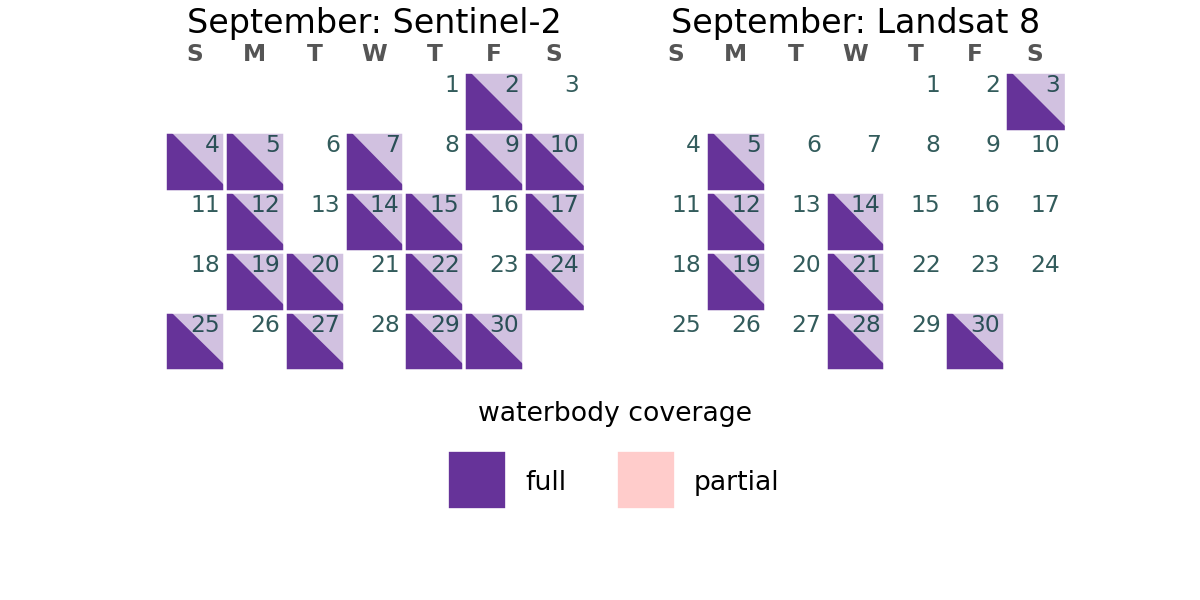 September: Sentinel-2
S M T W T F S
1 2 3
4 5 6 7 8 9 10
11 12 13 14 15 16 17
18 19 20 21 22 23 24
25 26 27 28 29 30
September: Landsat 8
S M T W T F S
1 2 3
4 5 6 7 8 9 10
11 12 13 14 15 16 17
18 19 20 21 22 23 24
25 26 27 28 29 30
waterbody coverage
full partial